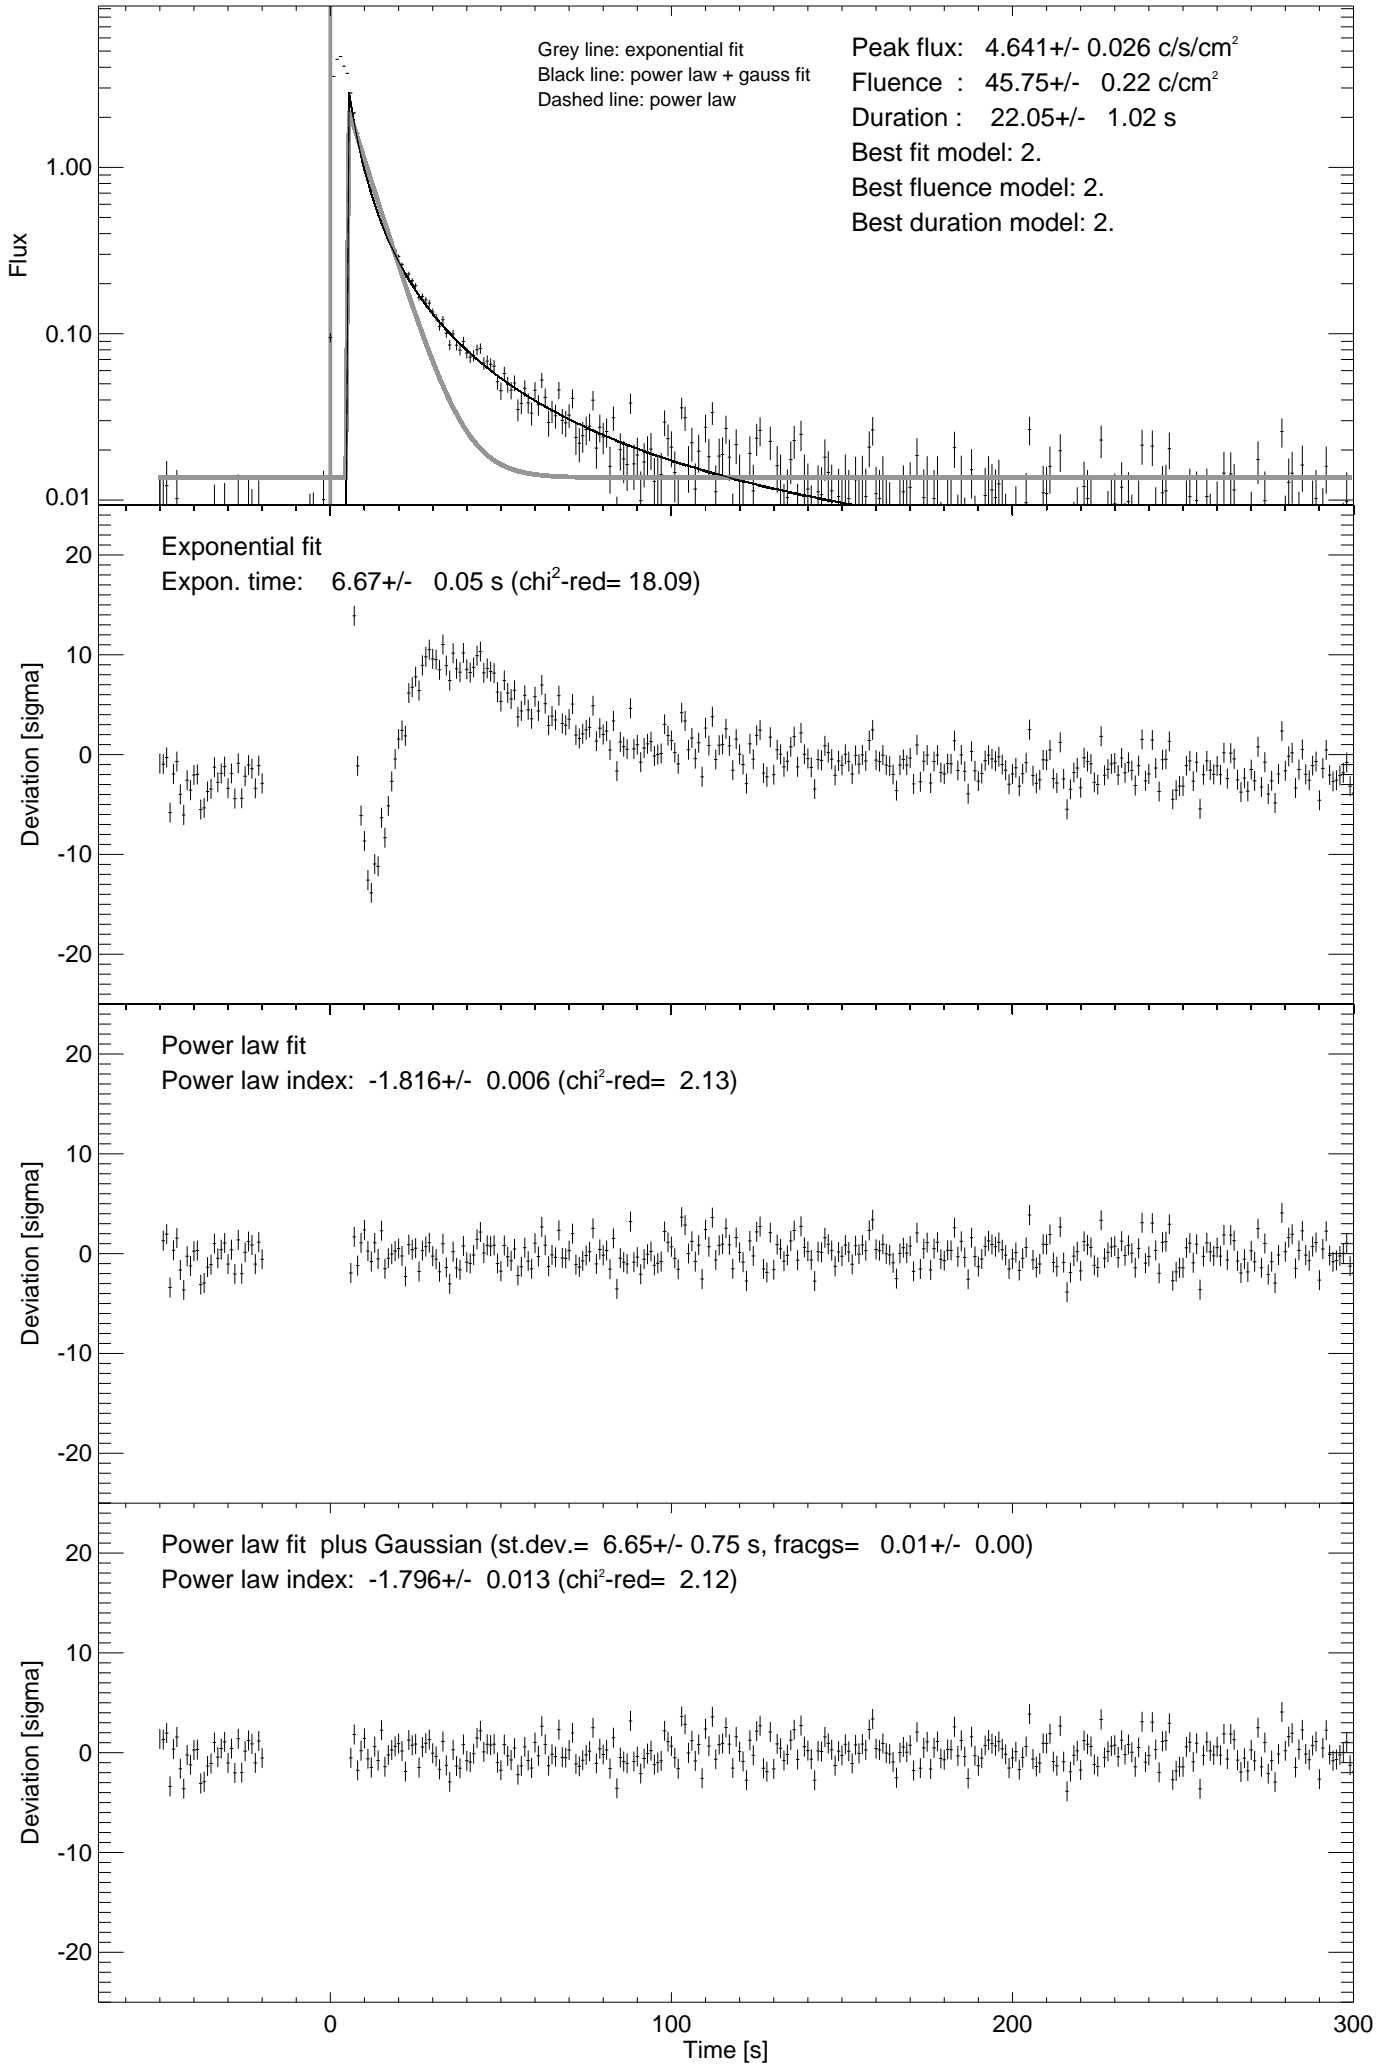 Grey line: exponential fit
Black line: power law + gauss fit
Dashed line: power law
Peak flux: 4.641+/- 0.026 c/s/cm²
Fluence : 45.75+/- 0.22 c/cm²
Duration : 22.05+/- 1.02 s
Best fit model: 2.
Best fluence model: 2.
Best duration model: 2.
Flux
1.00
0.10
0.01
Exponential fit
Expon. time: 6.67+/- 0.05 s (chi²-red= 18.09)
Deviation [sigma]
20
10
0
-10
-20
Power law fit
Power law index: -1.816+/- 0.006 (chi²-red= 2.13)
Deviation [sigma]
20
10
0
-10
-20
Power law fit plus Gaussian (st.dev.= 6.65+/- 0.75 s, fracgs= 0.01+/- 0.00)
Power law index: -1.796+/- 0.013 (chi²-red= 2.12)
Deviation [sigma]
20
10
0
-10
-20
0 100 200 300
Time [s]